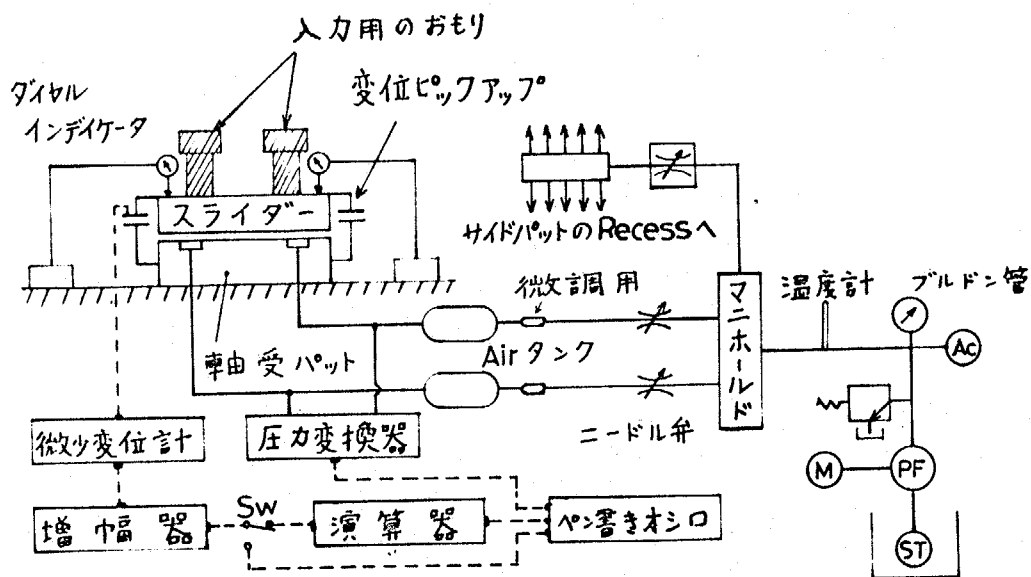 入力用のおもり
ダイヤル
インディケータ
変位ピックアップ
スライダー
サイドパットのRecessへ
微調用
マニホールド
温度計
ブルドン管
Ac
軸受パット
Airタンク
ニードル弁
微少変位計
圧力変換器
M
PF
増幅器
Sw
演算器
ペン書きオシロ
ST